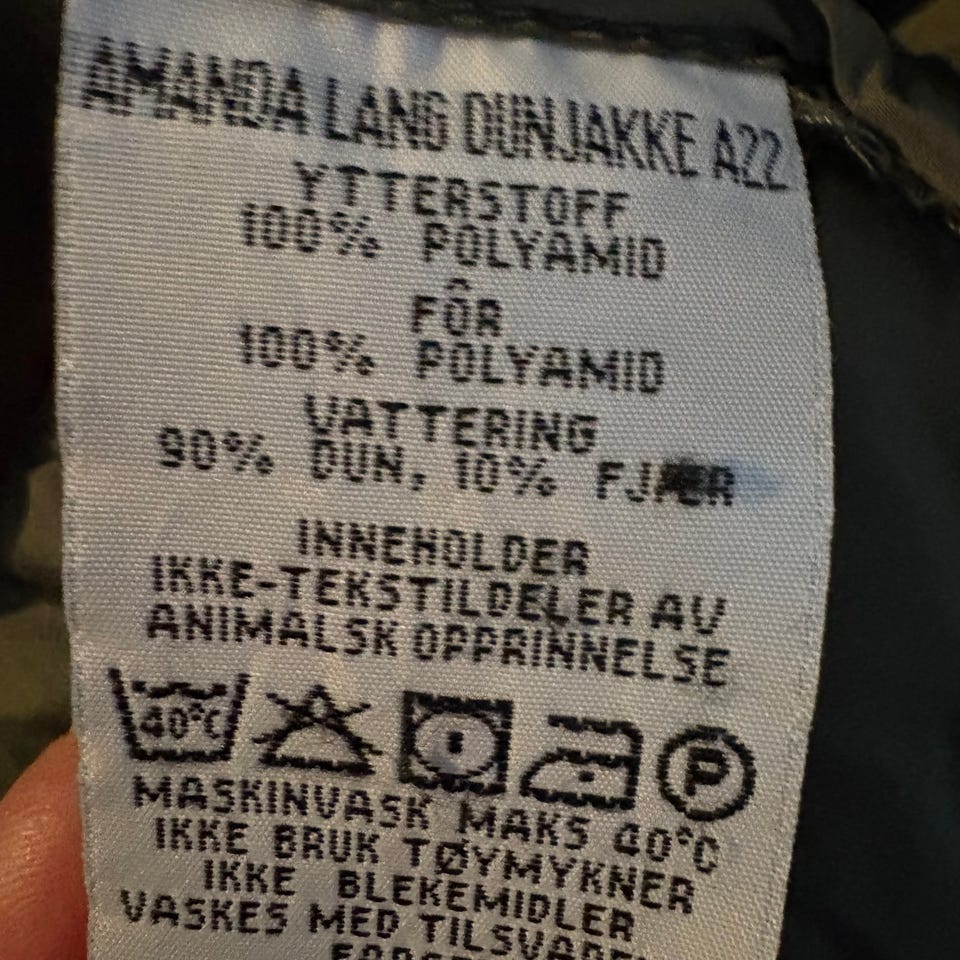 AMANDA LANG DUNJAKKE A22
YTTERSTOFF
100% POLYAMID
FÔR
100% POLYAMID
VATTERING
90% DUN, 10% FJÆR
INNEHOLDER
IKKE-TEKSTILDELER AV
ANIMALSK OPPRINNELSE
40°C P
MASKINVASK MAKS 40°C
IKKE BRUK TØYMYKNER
IKKE BLEKEMIDLER
VASKES MED